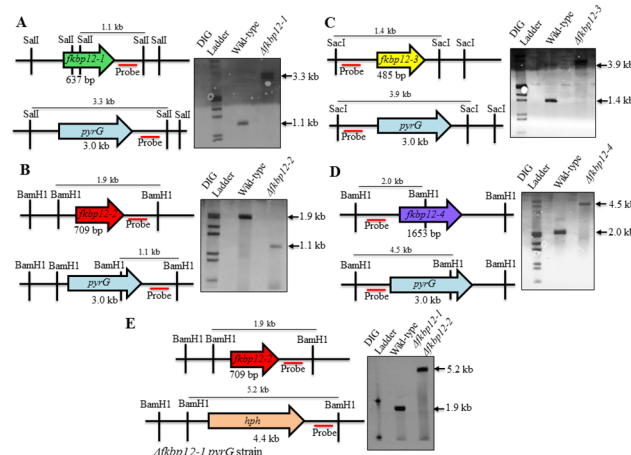 A
1.1 kb
SalI SalI SalI SalI SalI
fkbp12-1
637 bp
Probe
3.3 kb
SalI SalI SalI
pyrG
3.0 kb
Probe
DIG
Ladder
Wild-type
Δfkbp12-1
3.3 kb
1.1 kb
B
1.9 kb
BamH1 BamH1 BamH1
fkbp12-2
709 bp
Probe
1.1 kb
BamH1 BamH1 BamH1 BamH1
pyrG
3.0 kb
Probe
DIG
Ladder
Wild-type
Δfkbp12-2
1.9 kb
1.1 kb
C
1.4 kb
SacI SacI SacI
fkbp12-3
Probe
485 bp
3.9 kb
SacI SacI SacI
pyrG
Probe
3.0 kb
DIG
Ladder
Wild-type
Δfkbp12-3
3.9 kb
1.4 kb
D
2.0 kb
BamH1 BamH1 BamH1
fkbp12-4
Probe
1653 bp
4.5 kb
BamH1 BamH1
pyrG
Probe
3.0 kb
DIG
Ladder
Wild-type
Δfkbp12-4
4.5 kb
2.0 kb
E
1.9 kb
BamH1 BamH1 BamH1
fkbp12-2
709 bp
Probe
5.2 kb
BamH1 BamH1 BamH1
hph
4.4 kb
Probe
Δfkbp12-1 pyrG strain
DIG
Ladder
Wild-type
Δfkbp12-1
Δfkbp12-2
5.2 kb
1.9 kb